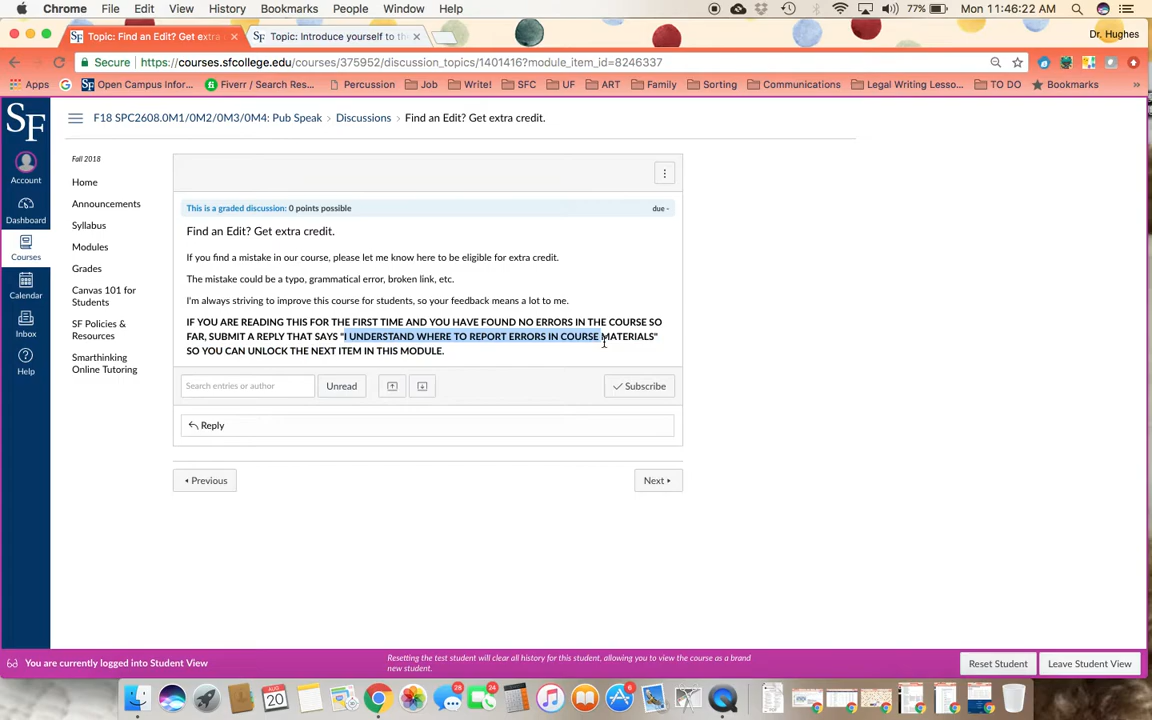 Chrome File Edit View History Bookmarks People Window Help 77% Mon 11:46:22 AM
Topic: Find an Edit? Get extra Topic: Introduce yourself to the Dr. Hughes
Secure https://courses.sfcollege.edu/courses/375952/discussion_topics/1401416?module_item_id=8246337
Apps Open Campus Infor... Fiverr / Search Res... Percussion Job Write! SFC UF ART Family Sorting Communications Legal Writing Lesso... TO DO Bookmarks »
SF
F18 SPC2608.0M1/0M2/0M3/0M4: Pub Speak › Discussions › Find an Edit? Get extra credit.
Account
Dashboard
Courses
Calendar
Inbox
Help
Fall 2018
Home
Announcements
Syllabus
Modules
Grades
Canvas 101 for
Students
SF Policies &
Resources
Smarthinking
Online Tutoring
This is a graded discussion: 0 points possible due -
Find an Edit? Get extra credit.
If you find a mistake in our course, please let me know here to be eligible for extra credit.
The mistake could be a typo, grammatical error, broken link, etc.
I'm always striving to improve this course for students, so your feedback means a lot to me.
IF YOU ARE READING THIS FOR THE FIRST TIME AND YOU HAVE FOUND NO ERRORS IN THE COURSE SO
FAR, SUBMIT A REPLY THAT SAYS "I UNDERSTAND WHERE TO REPORT ERRORS IN COURSE MATERIALS"
SO YOU CAN UNLOCK THE NEXT ITEM IN THIS MODULE.
Search entries or author Unread Subscribe
Reply
Previous Next
You are currently logged into Student View
Resetting the test student will clear all history for this student, allowing you to view the course as a brand
new student.
Reset Student Leave Student View
AUG
20
28
24
6